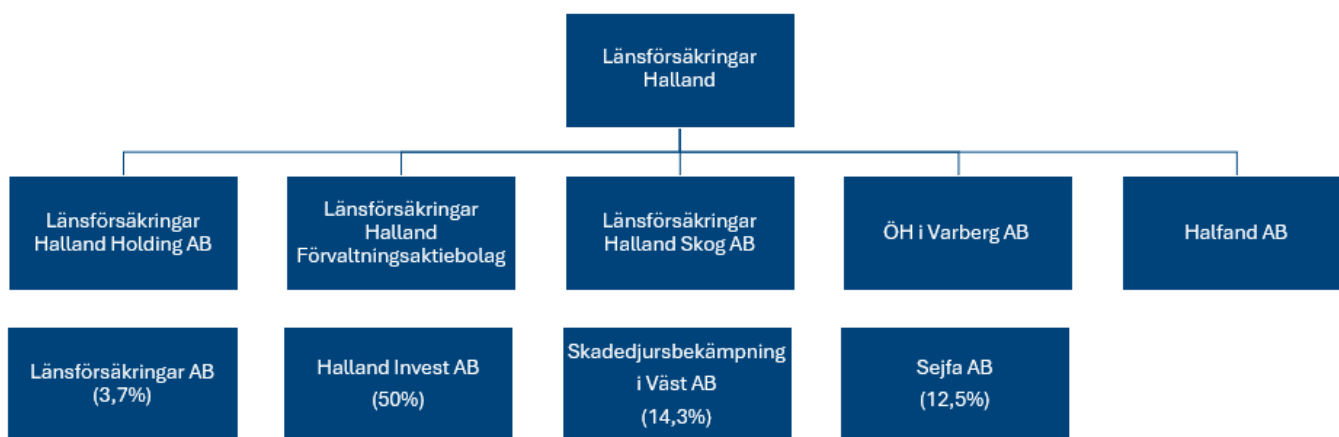 Länsförsäkringar
Halland
Länsförsäkringar
Halland Holding AB
Länsförsäkringar
Halland
Förvaltningsaktiebolag
Länsförsäkringar
Halland Skog AB
ÖH i Varberg AB
Halfand AB
Länsförsäkringar AB
(3,7%)
Halland Invest AB
(50%)
Skadedjursbekämpning
i Väst AB
(14,3%)
Sejfa AB
(12,5%)